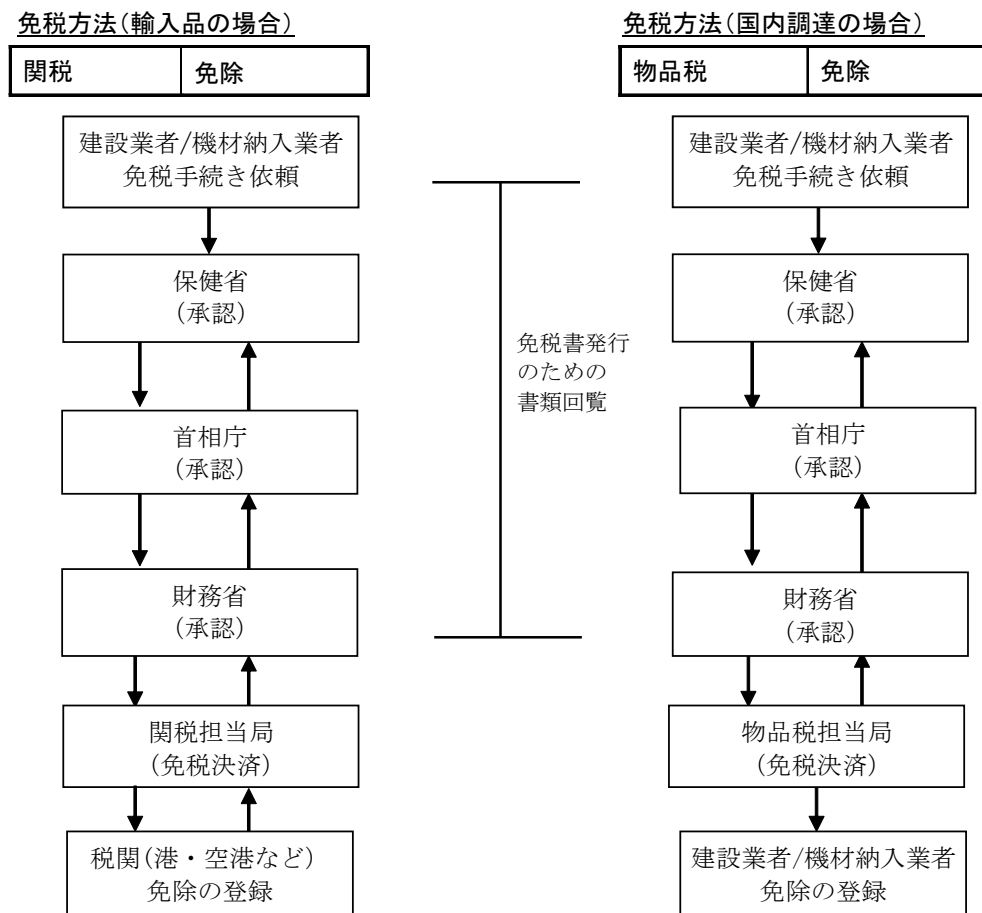 免税方法(輸入品の場合)
関税 免除
建設業者/機材納入業者
免税手続き依頼
保健省
(承認)
首相庁
(承認)
財務省
(承認)
関税担当局
(免税決済)
税関(港・空港など)
免除の登録
免税書発行
のための
書類回覧
免税方法(国内調達の場合)
物品税 免除
建設業者/機材納入業者
免税手続き依頼
保健省
(承認)
首相庁
(承認)
財務省
(承認)
物品税担当局
(免税決済)
建設業者/機材納入業者
免除の登録